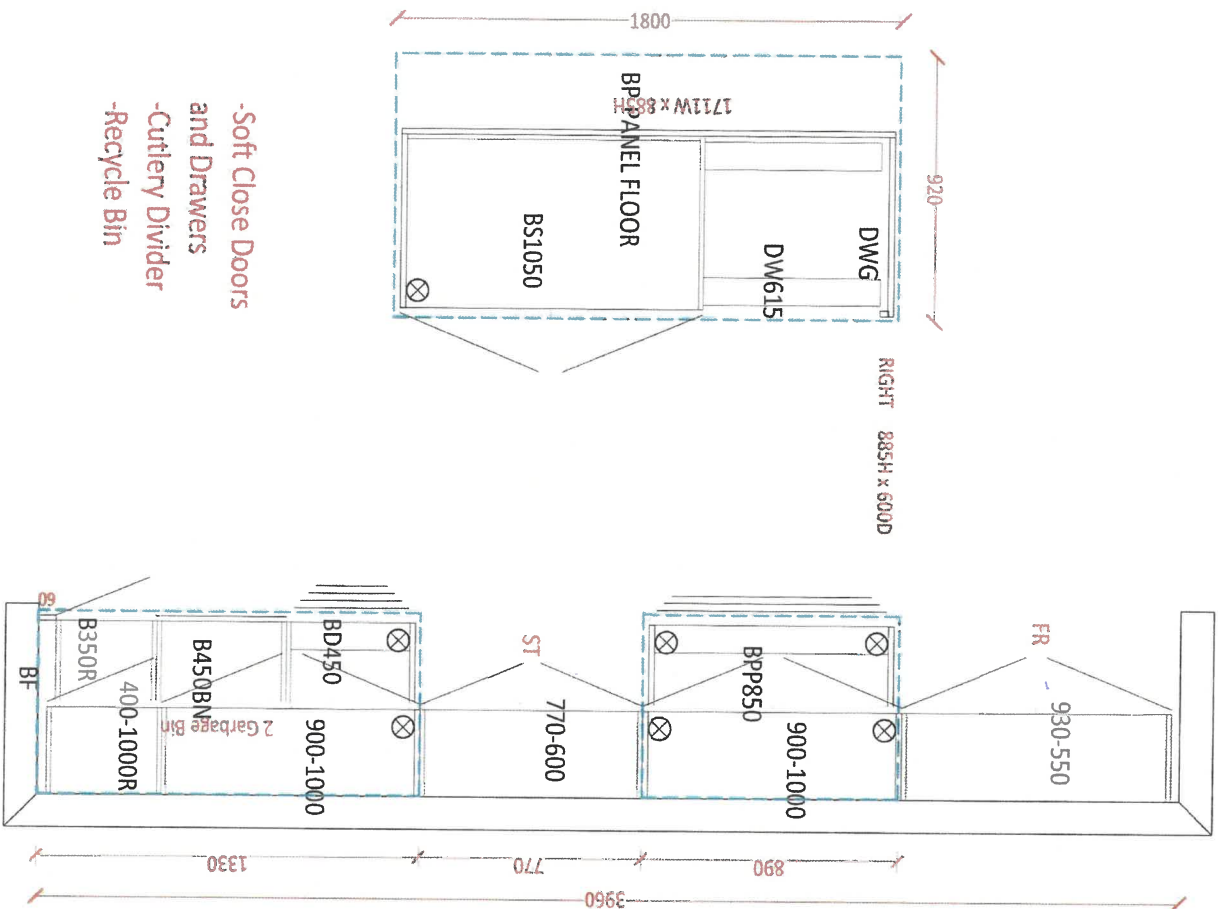 1800
920
BP PANEL FLOOR
1711W x 885H
BS1050
DWG
DW615
RIGHT 885H x 600D
-Soft Close Doors
and Drawers
-Cutlery Divider
-Recycle Bin
60
BF
B350R
400-1000R
B450BN
2 Garbage Bin
BD450
900-1000
ST
770-600
BPP850
900-1000
FR
930-550
1330
770
890
3960